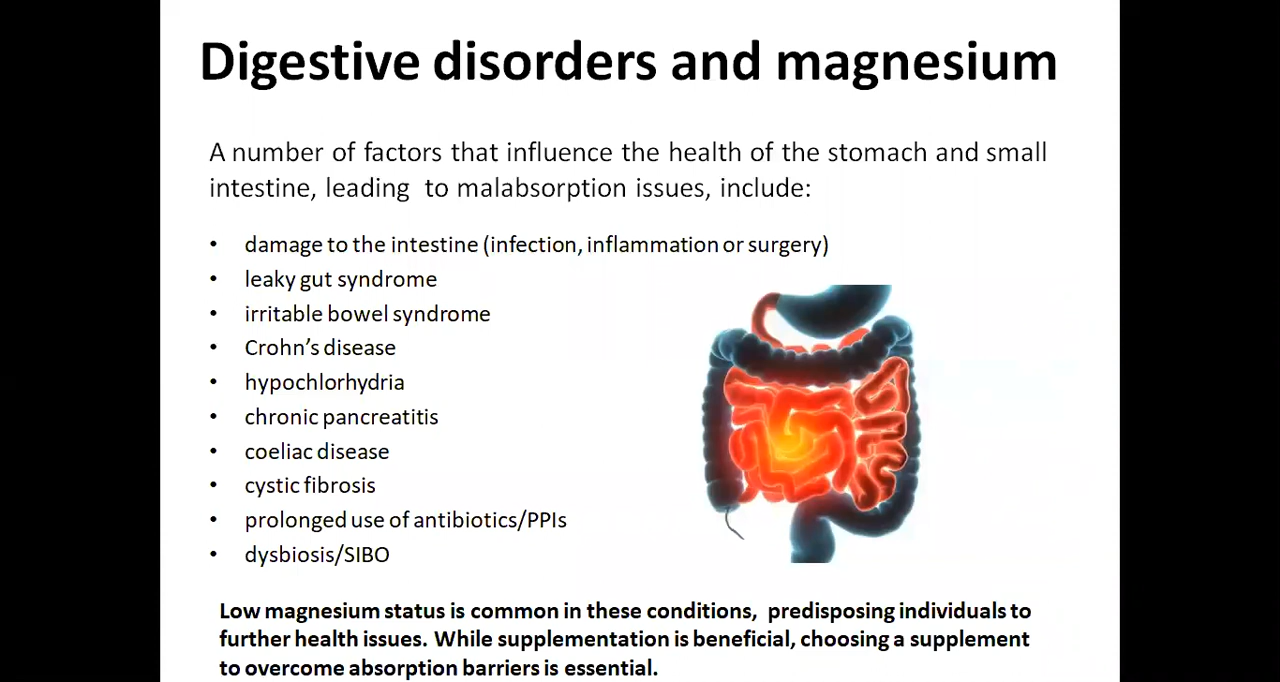 Digestive disorders and magnesium
A number of factors that influence the health of the stomach and small
intestine, leading to malabsorption issues, include:
• damage to the intestine (infection, inflammation or surgery)
• leaky gut syndrome
• irritable bowel syndrome
• Crohn’s disease
• hypochlorhydria
• chronic pancreatitis
• coeliac disease
• cystic fibrosis
• prolonged use of antibiotics/PPIs
• dysbiosis/SIBO
Low magnesium status is common in these conditions, predisposing individuals to
further health issues. While supplementation is beneficial, choosing a supplement
to overcome absorption barriers is essential.